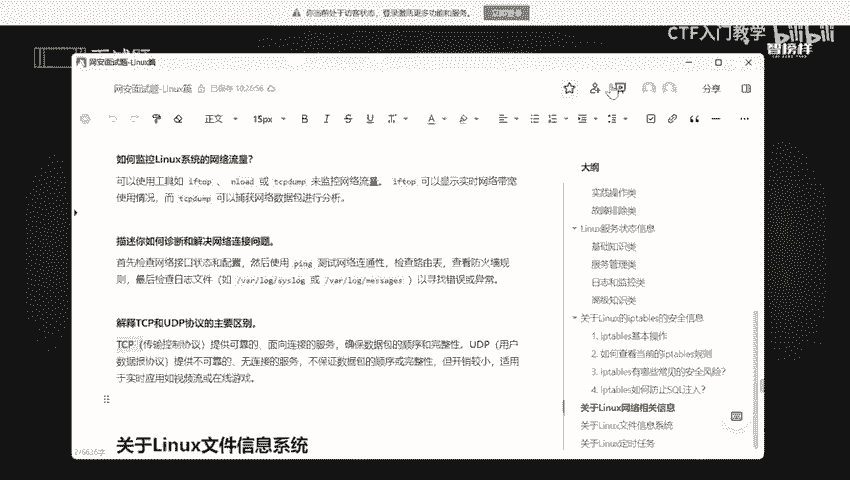 你当前处于访客状态，登录激活更多功能和服务。
CTF入门教学
bilibili
智榜样
网安面试题-Linux篇
网安面试题-Linux篇
已保存 10:26:56
分享
正文
15px
B
I
S
U
A
如何监控Linux系统的网络流量?
可以使用工具如 iftop 、 nload 或 tcpdump 来监控网络流量。 iftop 可以显示实时网络带宽
使用情况，而 tcpdump 可以捕获网络数据包进行分析。
描述你如何诊断和解决网络连接问题。
首先检查网络接口状态和配置，然后使用 ping 测试网络连通性，检查路由表，查看防火墙规
则，最后检查日志文件（如 /var/log/syslog 或 /var/log/messages ）以寻找错误或异常。
解释TCP和UDP协议的主要区别。
TCP（传输控制协议）提供可靠的、面向连接的服务，确保数据包的顺序和完整性。UDP（用户
数据报协议）提供不可靠的、无连接的服务，不保证数据包的顺序或完整性，但开销较小，适用
于实时应用如视频流或在线游戏。
关于Linux文件信息系统
大纲
实践操作类
故障排除类
Linux服务状态信息
基础知识类
服务管理类
日志和监控类
高级知识类
关于Linux的iptables的安全信息
1. iptables基本操作
2. 如何查看当前的iptables规则
3. iptables有哪些常见的安全风险?
4. iptables如何防止SQL注入?
关于Linux网络相关信息
关于Linux文件信息系统
关于Linux定时任务